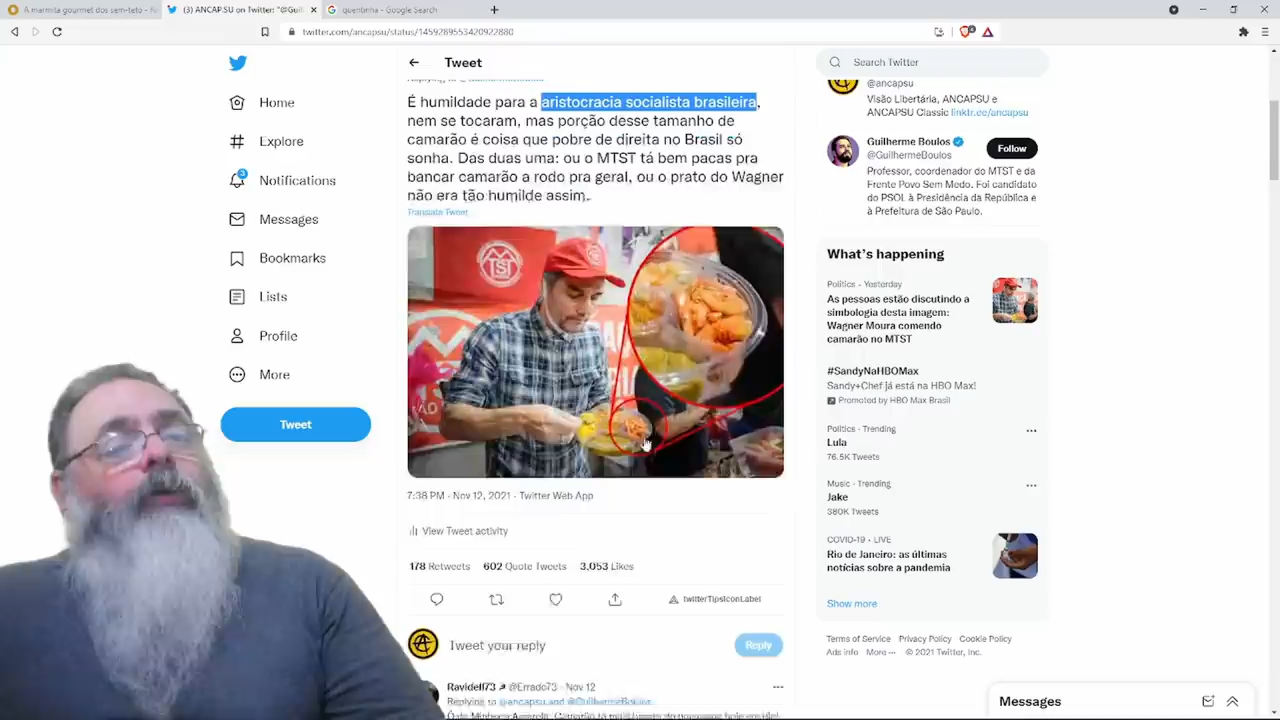 A marmita gourmet dos sem-teto -
(3) ANCAP.SU on Twitter: "@Guil
quentinha - Google Search
twitter.com/ancapsu/status/1459289553420922880
Tweet
Search Twitter
Home
Explore
Notifications
Messages
Bookmarks
Lists
Profile
More
Tweet
É humildade para a aristocracia socialista brasileira,
nem se tocaram, mas porção desse tamanho de
camarão é coisa que pobre de direita no Brasil só
sonha. Das duas uma: ou o MTST tá bem pacas pra
bancar camarão a rodo pra geral, ou o prato do Wagner
não era tão humilde assim.
Translate Tweet
MTST
7:38 PM · Nov 12, 2021 · Twitter Web App
View Tweet activity
178 Retweets 602 Quote Tweets 3,053 Likes
twitterTipsIconLabel
Tweet your reply
Reply
Ravidell73 @Errado73 · Nov 12
Replying to @ancapsu and @GuilhermeBoulos
@ancapsu
Visão Libertária, ANCAPSU e
ANCAPSU Classic linktr.ee/ancapsu
Guilherme Boulos
@GuilhermeBoulos
Follow
Professor, coordenador do MTST e da
Frente Povo Sem Medo. Foi candidato
do PSOL à Presidência da República e
à Prefeitura de São Paulo.
What's happening
Politics · Yesterday
As pessoas estão discutindo a
simbologia desta imagem:
Wagner Moura comendo
camarão no MTST
#SandyNaHBOMax
Sandy+Chef já está na HBO Max!
Promoted by HBO Max Brasil
Politics · Trending
Lula
76.5K Tweets
Music · Trending
Jake
380K Tweets
COVID-19 · LIVE
Rio de Janeiro: as últimas
notícias sobre a pandemia
Show more
Terms of Service Privacy Policy Cookie Policy
Ads info More ··· © 2021 Twitter, Inc.
Messages